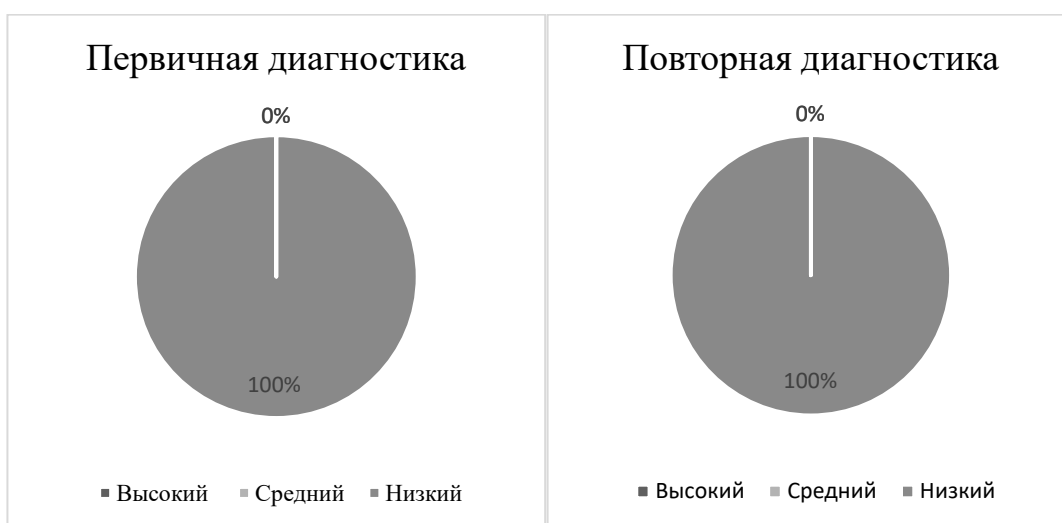 Первичная диагностика
0%
100%
Высокий Средний Низкий
Повторная диагностика
0%
100%
Высокий Средний Низкий